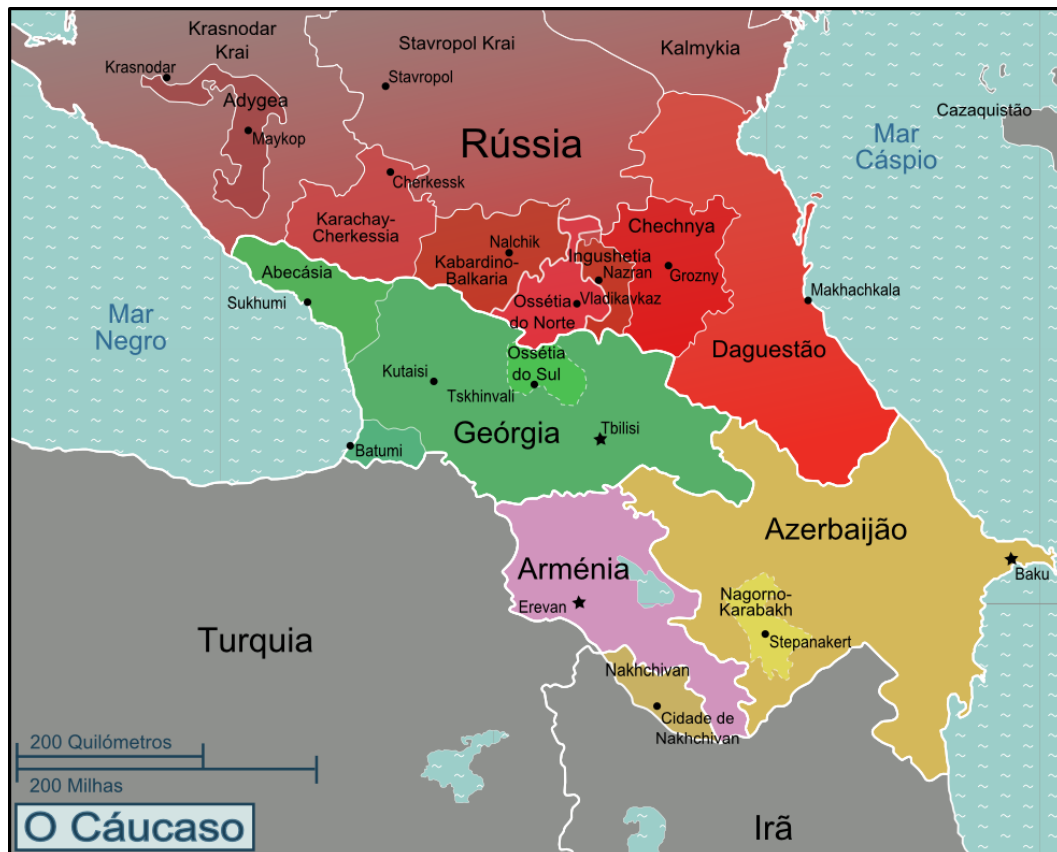 Krasnodar
Krai
Stavropol Krai
Kalmykia
Krasnodar
Stavropol
Adygea
Maykop
Cazaquistão
Mar
Cáspio
Rússia
Cherkessk
Karachay-
Cherkessia
Chechnya
Nalchik
Kabardino-
Balkaria
Ingushetia
Nazran
Grozny
Abecásia
Sukhumi
Ossétia
do Norte
Vladikavkaz
Makhachkala
Mar
Negro
Daguestão
Ossétia
do Sul
Kutaisi
Tskhinvali
Geórgia
Tbilisi
Batumi
Azerbaijão
Arménia
Baku
Erevan
Nagorno-
Karabakh
Stepanakert
Turquia
Nakhchivan
Cidade de
Nakhchivan
200 Quilómetros
200 Milhas
O Cáucaso
Irã